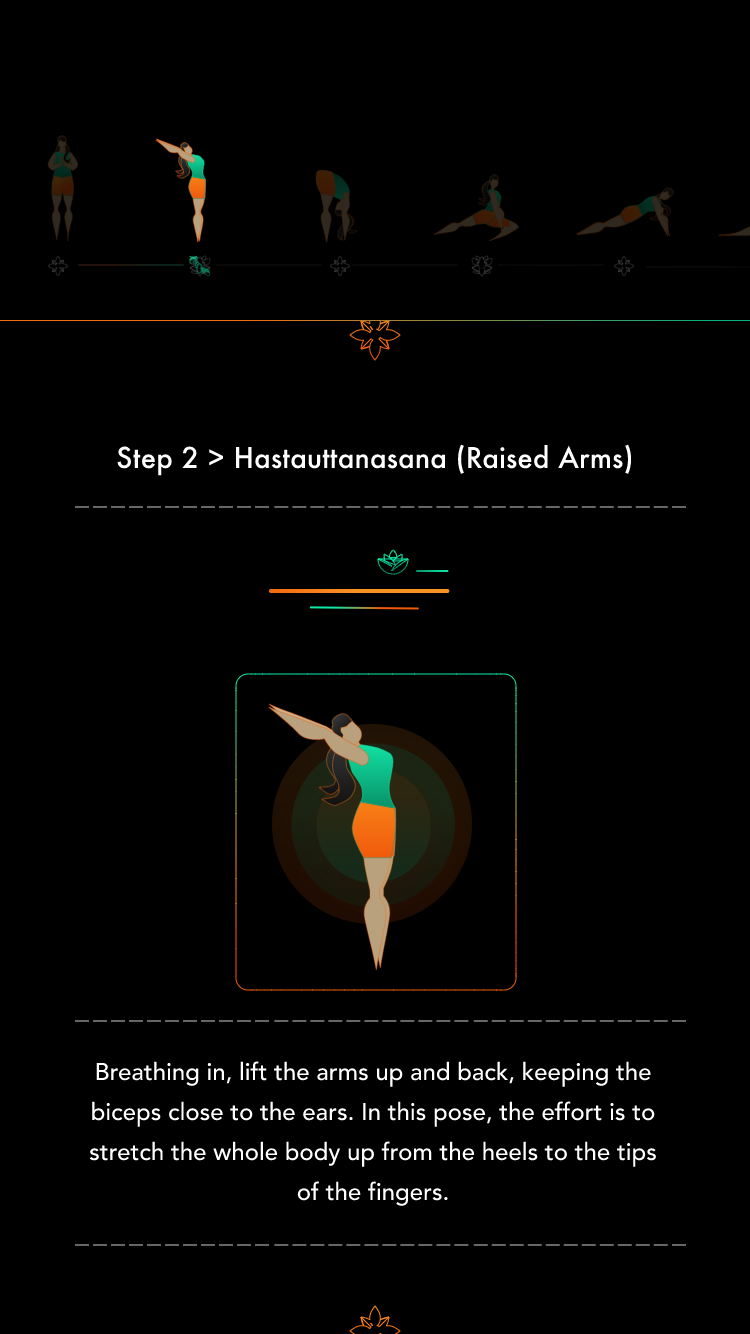 Step 2 > Hastauttanasana (Raised Arms)
Breathing in, lift the arms up and back, keeping the
biceps close to the ears. In this pose, the effort is to
stretch the whole body up from the heels to the tips
of the fingers.